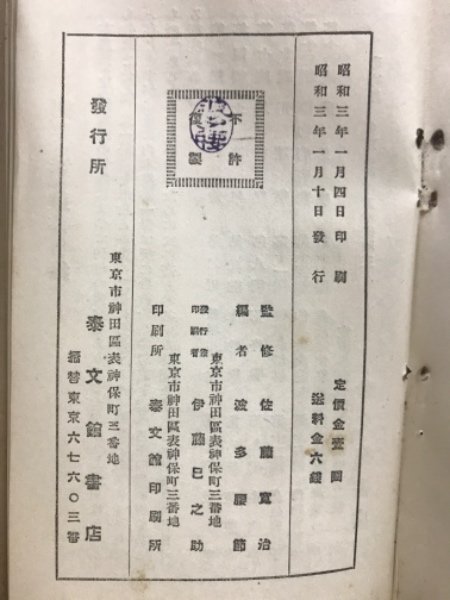 昭和三年一月四日印刷
昭和三年一月十日發行
定價金壹圓
送料金六錢
不許
複製
監修 佐藤寛治
編者 波多腰節
東京市神田區表神保町三番地
發行兼印刷者 伊藤巳之助
東京市神田區表神保町三番地
印刷所 泰文館印刷所
發行所
東京市神田區表神保町三番地
泰文館書店
振替東京六七六〇三番